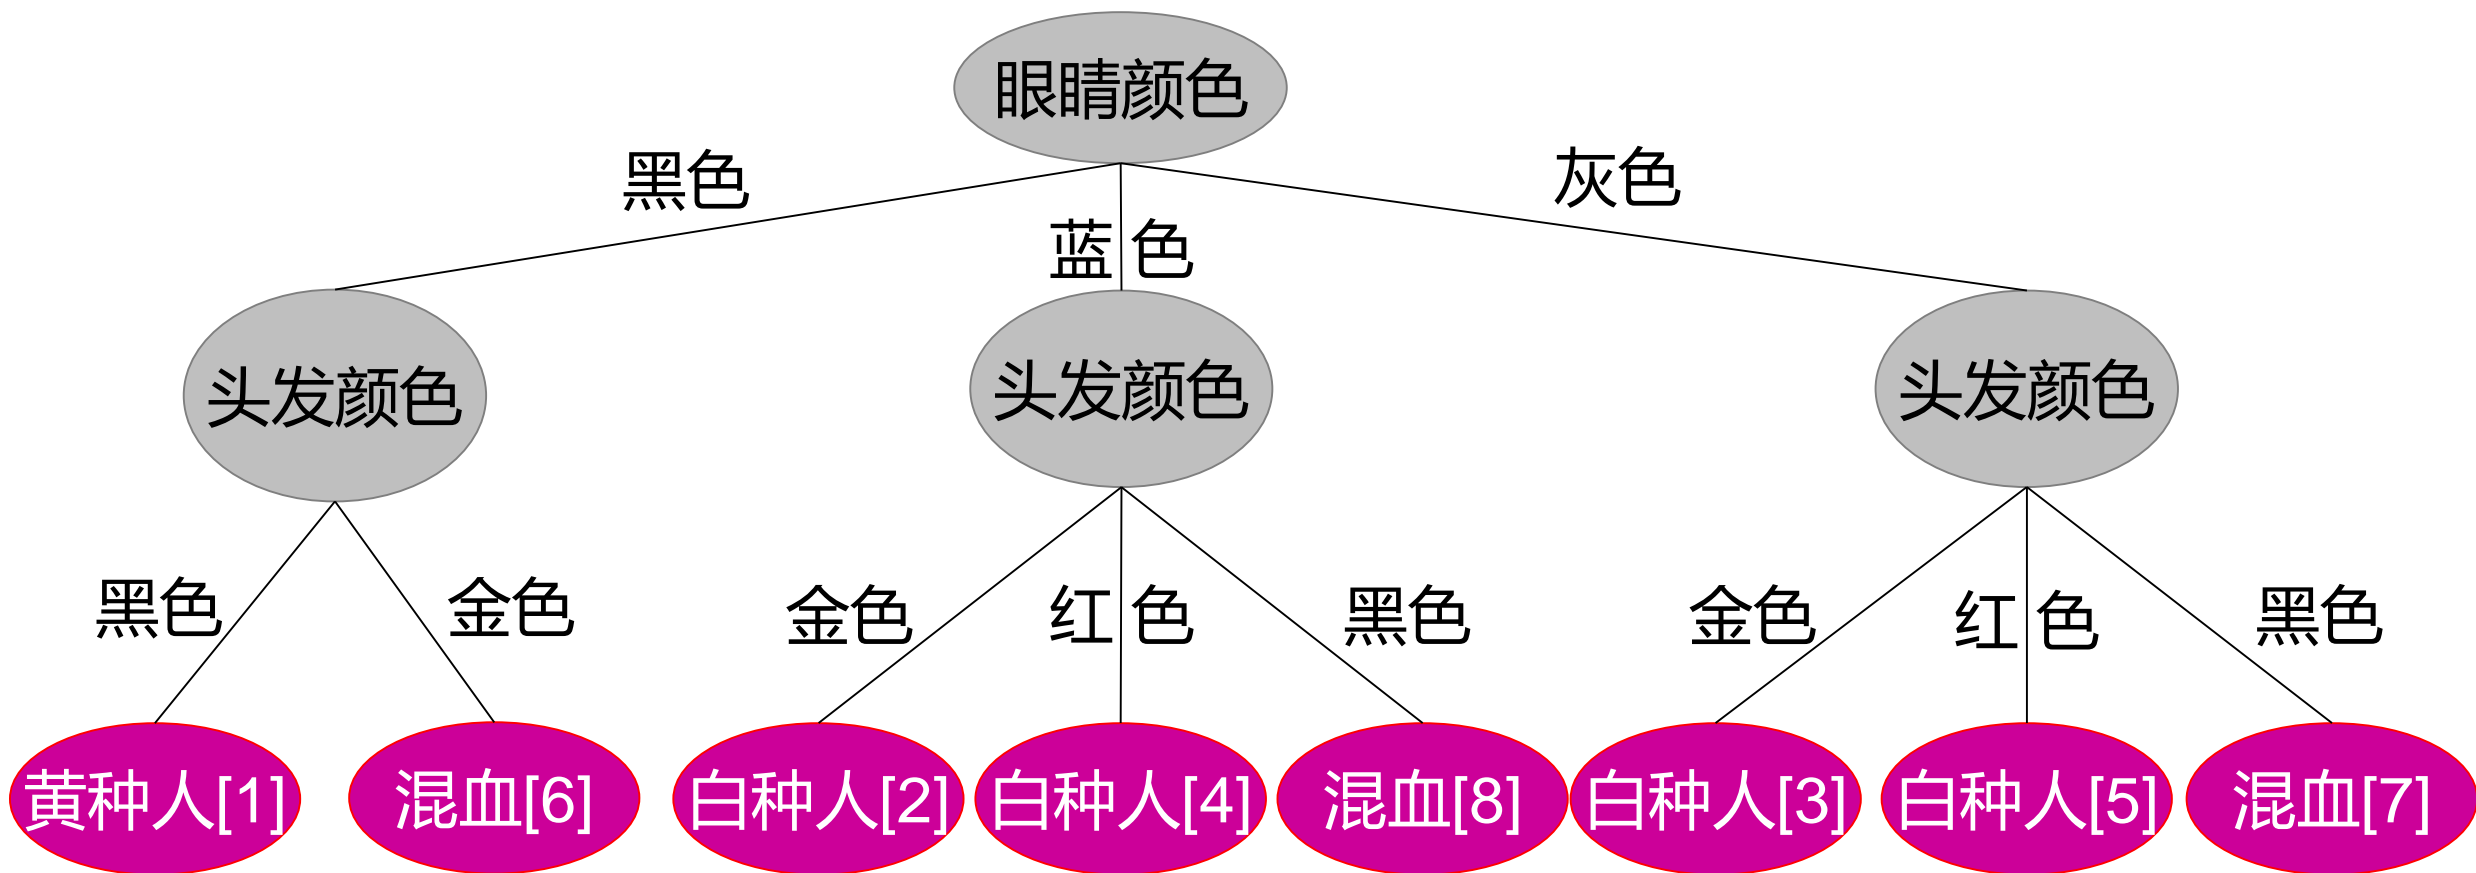 眼睛颜色
黑色
蓝 色
灰色
头发颜色
头发颜色
头发颜色
黑色
金色
金色
红 色
黑色
金色
红 色
黑色
黄种人[1]
混血[6]
白种人[2]
白种人[4]
混血[8]
白种人[3]
白种人[5]
混血[7]